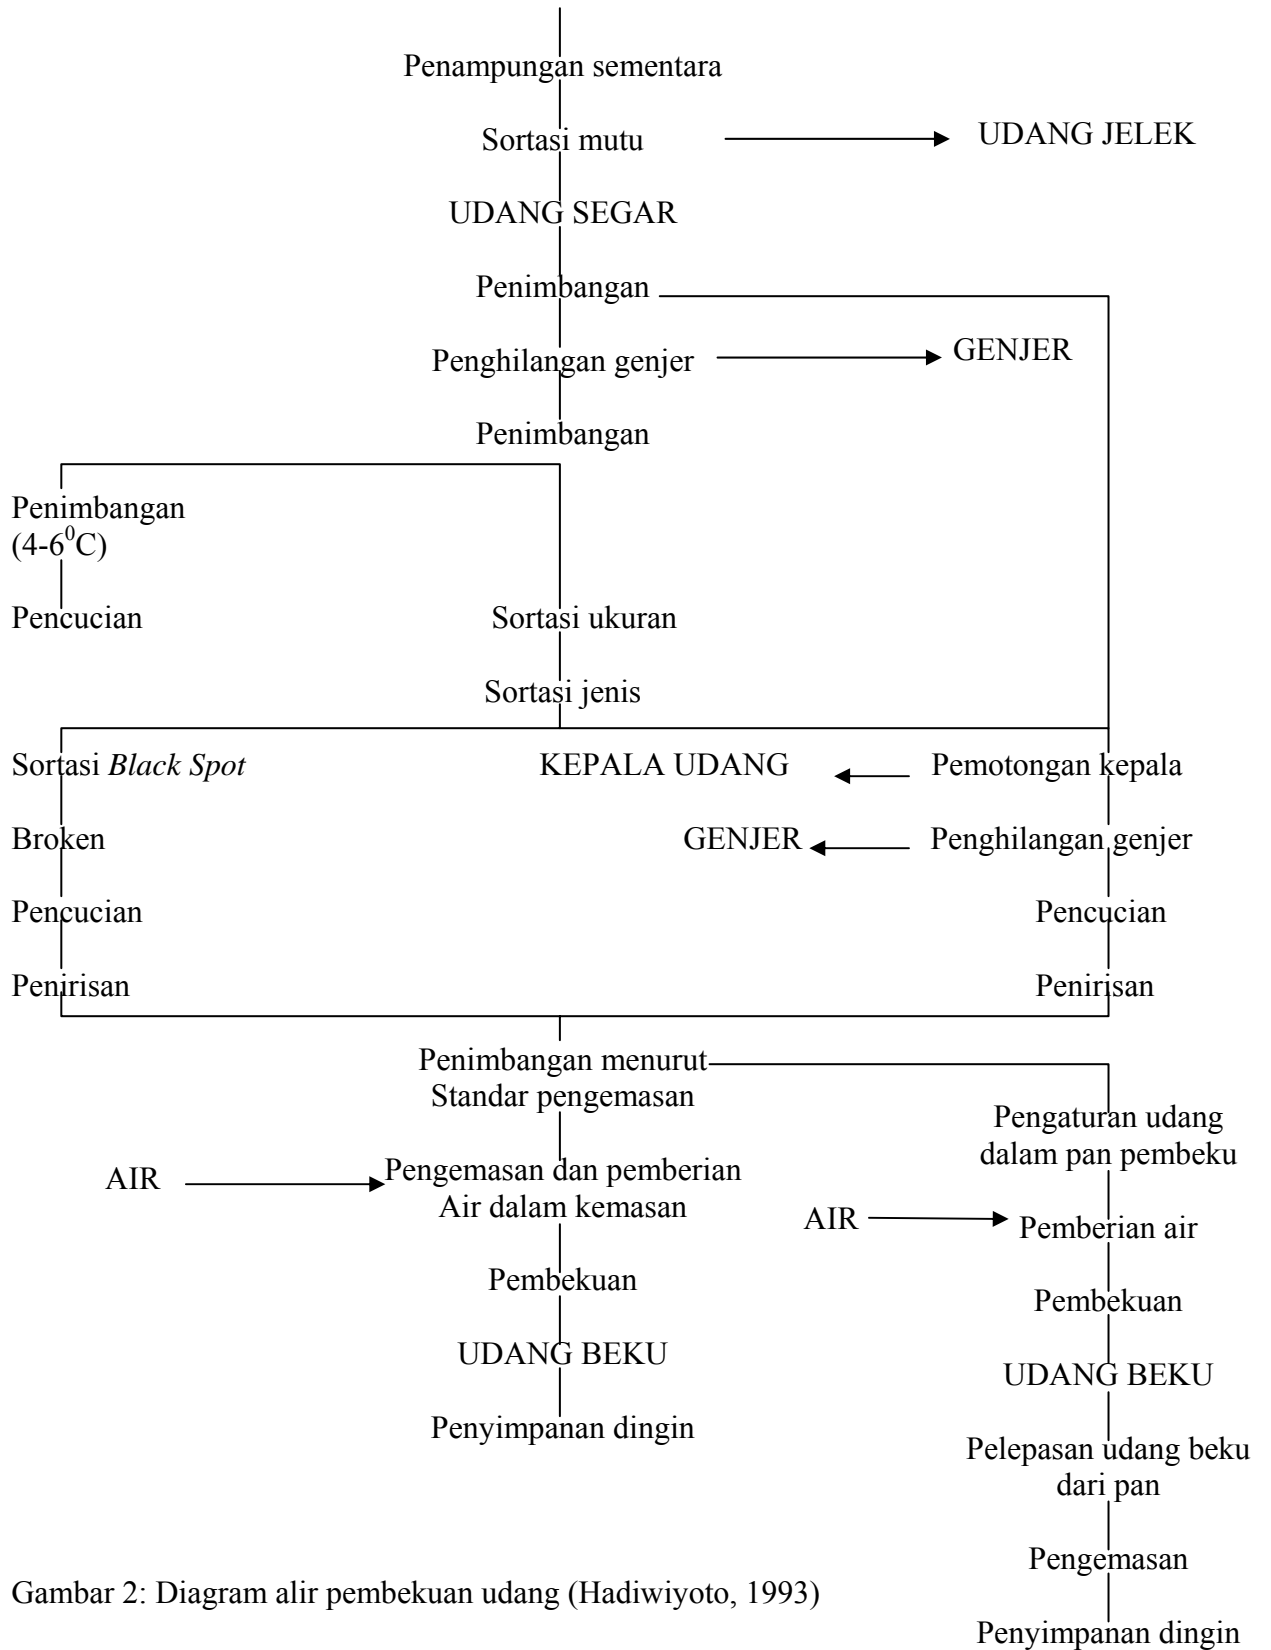 Penampungan sementara
Sortasi mutu
UDANG JELEK
UDANG SEGAR
Penimbangan
Penghilangan genjer
GENJER
Penimbangan
Penimbangan
(4-6⁰C)
Pencucian
Sortasi ukuran
Sortasi jenis
Sortasi Black Spot
KEPALA UDANG
Pemotongan kepala
Broken
GENJER
Penghilangan genjer
Pencucian
Pencucian
Penirisan
Penirisan
Penimbangan menurut
Standar pengemasan
AIR
Pengemasan dan pemberian
Air dalam kemasan
Pembekuan
UDANG BEKU
Penyimpanan dingin
Pengaturan udang
dalam pan pembeku
AIR
Pemberian air
Pembekuan
UDANG BEKU
Pelepasan udang beku
dari pan
Pengemasan
Penyimpanan dingin
Gambar 2: Diagram alir pembekuan udang (Hadiwiyoto, 1993)